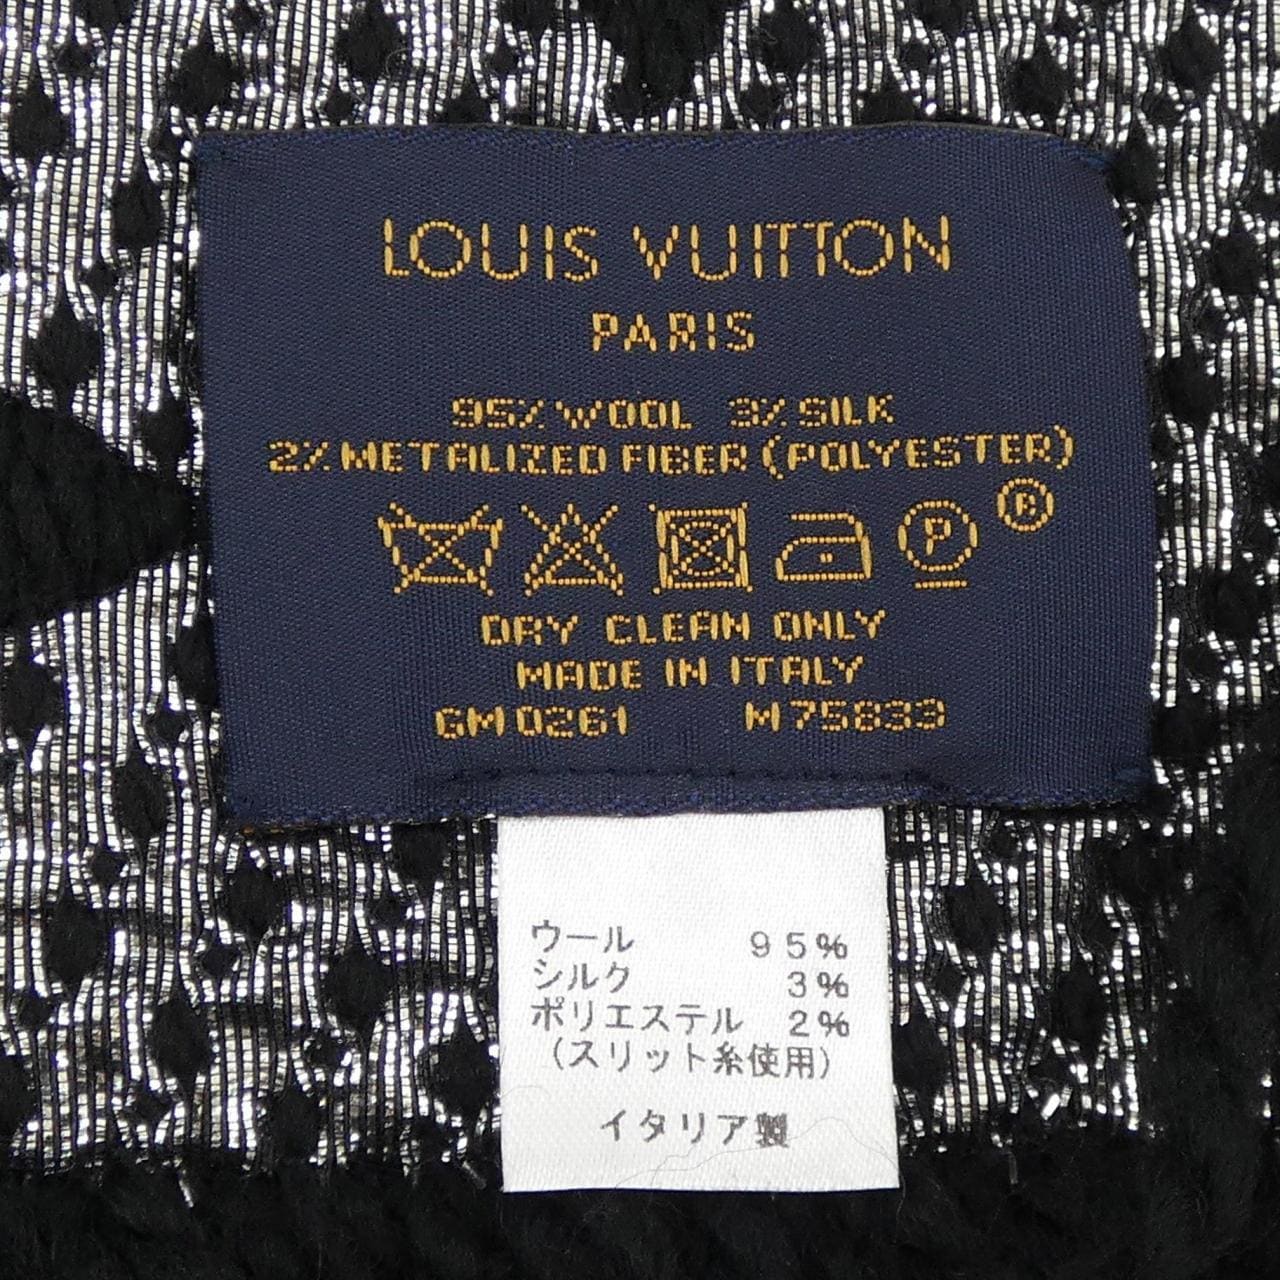 LOUIS VUITTON
PARIS
95% WOOL 3% SILK
2% METALIZED FIBER (POLYESTER)
P ®
DRY CLEAN ONLY
MADE IN ITALY
GM0261 M75833
ウール 95%
シルク 3%
ポリエステル 2%
(スリット糸使用)
イタリア製